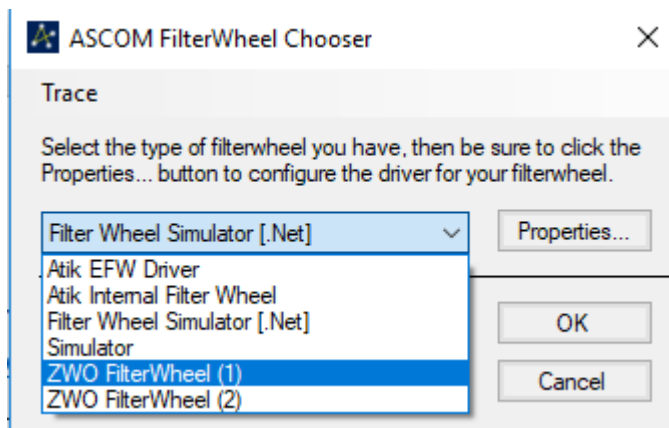 ASCOM FilterWheel Chooser
Trace
Select the type of filterwheel you have, then be sure to click the
Properties... button to configure the driver for your filterwheel.
Filter Wheel Simulator [.Net]
Properties...
Atik EFW Driver
Atik Internal Filter Wheel
Filter Wheel Simulator [.Net]
Simulator
ZWO FilterWheel (1)
ZWO FilterWheel (2)
OK
Cancel